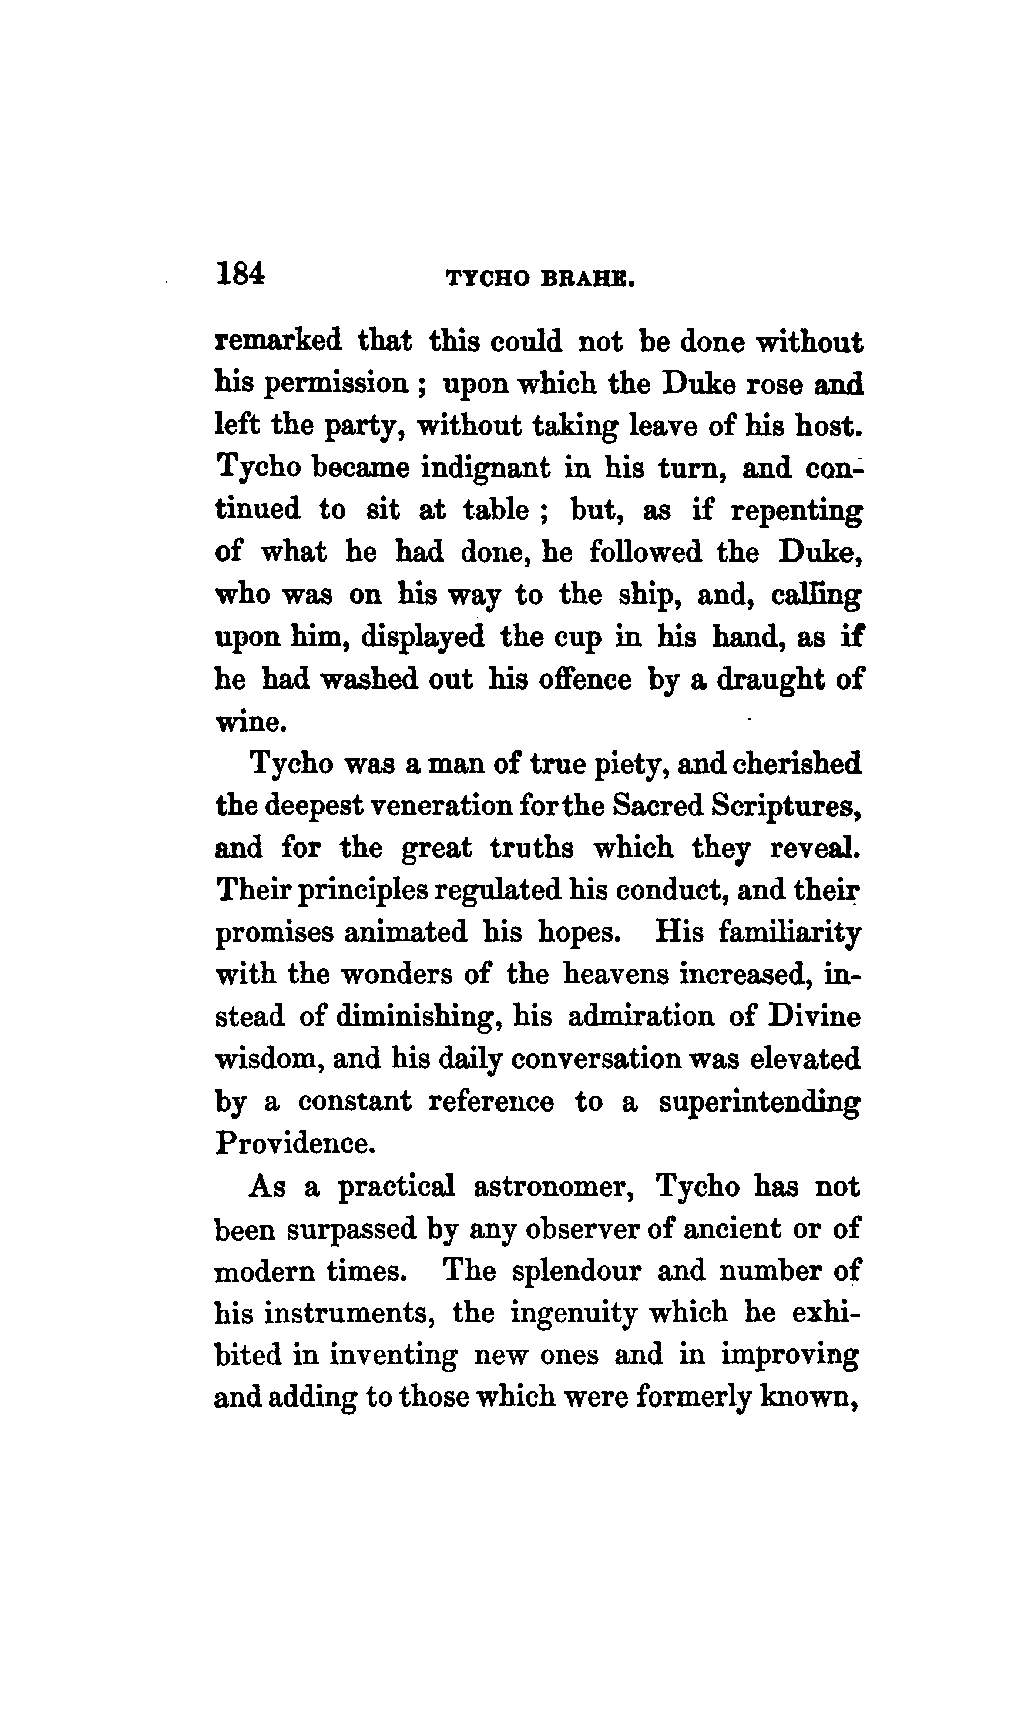 184 TYCHO BRAHE.
remarked that this could not be done without
his permission ; upon which the Duke rose and
left the party, without taking leave of his host.
Tycho became indignant in his turn, and con-
tinued to sit at table ; but, as if repenting
of what he had done, he followed the Duke,
who was on his way to the ship, and, calling
upon him, displayed the cup in his hand, as if
he had washed out his offence by a draught of
wine.
Tycho was a man of true piety, and cherished
the deepest veneration for the Sacred Scriptures,
and for the great truths which they reveal.
Their principles regulated his conduct, and their
promises animated his hopes. His familiarity
with the wonders of the heavens increased, in-
stead of diminishing, his admiration of Divine
wisdom, and his daily conversation was elevated
by a constant reference to a superintending
Providence.
As a practical astronomer, Tycho has not
been surpassed by any observer of ancient or of
modern times. The splendour and number of
his instruments, the ingenuity which he exhi-
bited in inventing new ones and in improving
and adding to those which were formerly known,